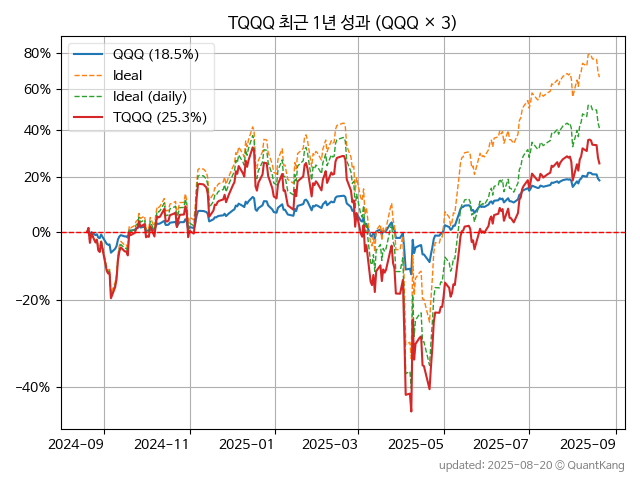 TQQQ 최근 1년 성과 (QQQ × 3)
QQQ (18.5%)
Ideal
Ideal (daily)
TQQQ (25.3%)
80%
60%
40%
20%
0%
−20%
−40%
2024-09 2024-11 2025-01 2025-03 2025-05 2025-07 2025-09
updated: 2025-08-20 © QuantKang